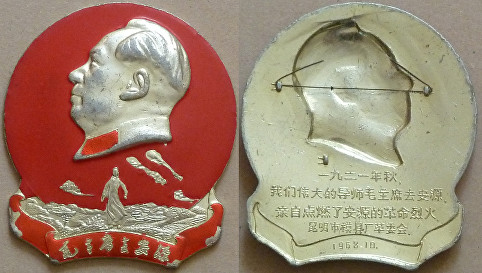 毛主席去安源
一九二一年秋,
我们伟大的导师毛主席去安源,
亲自点燃了安源的革命烈火
昆明市 厂革委会
1968.10.